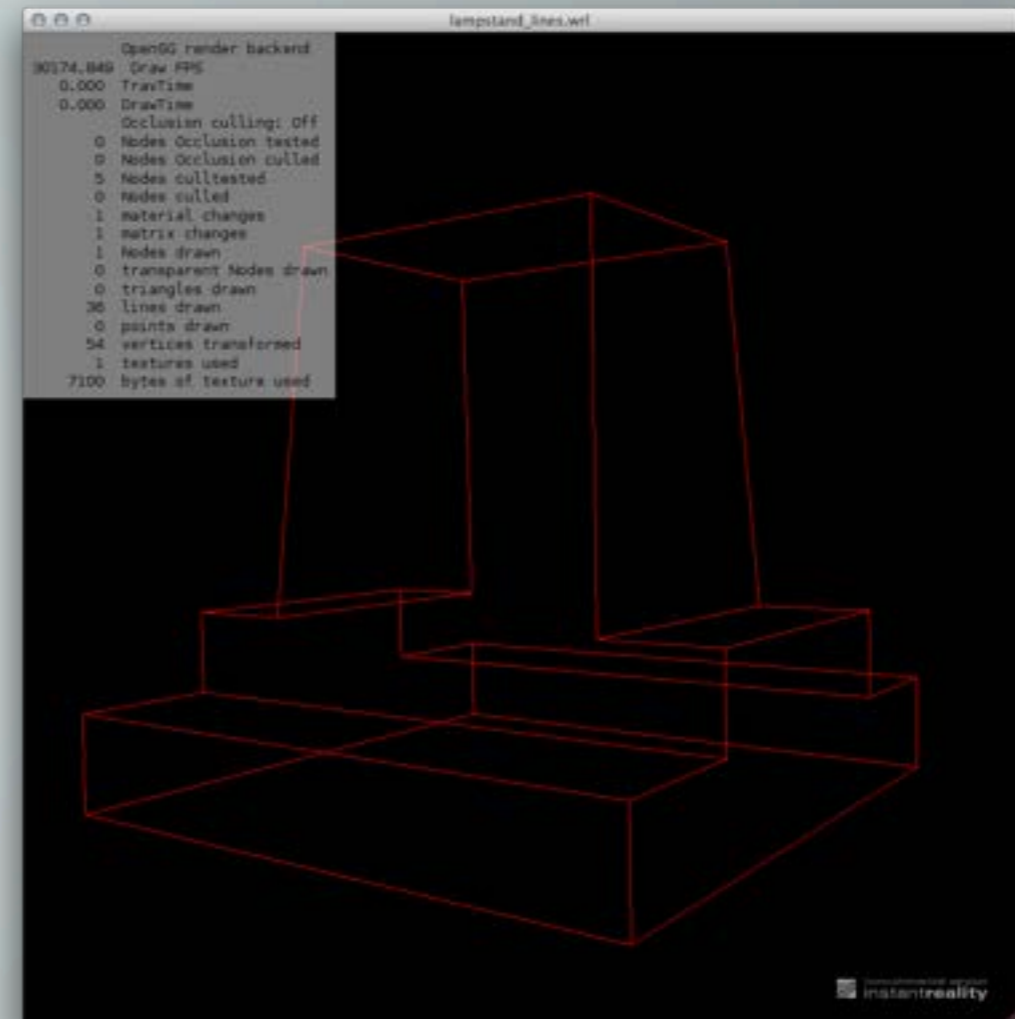 lampstand_lines.wrl
OpenSG render backend
30174.849 Draw FPS
0.000 TravTime
0.000 DrawTime
Occlusion culling: Off
0 Nodes Occlusion tested
0 Nodes Occlusion culled
5 Nodes culltested
0 Nodes culled
1 material changes
1 matrix changes
1 Nodes drawn
0 transparent Nodes drawn
0 triangles drawn
36 lines drawn
0 points drawn
54 vertices transformed
1 textures used
7100 bytes of texture used
instantreality